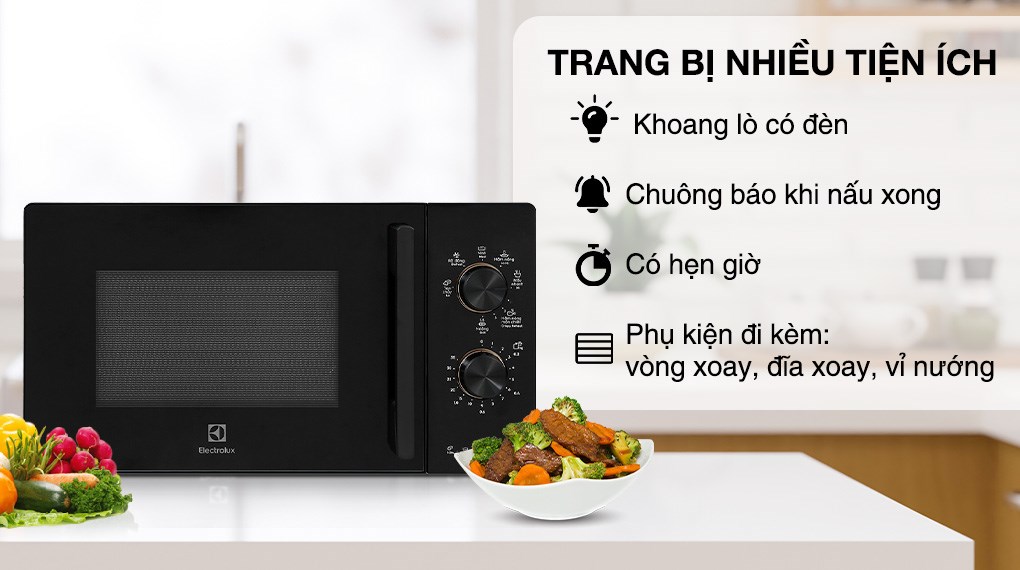 TRANG BỊ NHIỀU TIỆN ÍCH
Khoang lò có đèn
Chuông báo khi nấu xong
Có hẹn giờ
Phụ kiện đi kèm:
vòng xoay, đĩa xoay, vỉ nướng
Electrolux